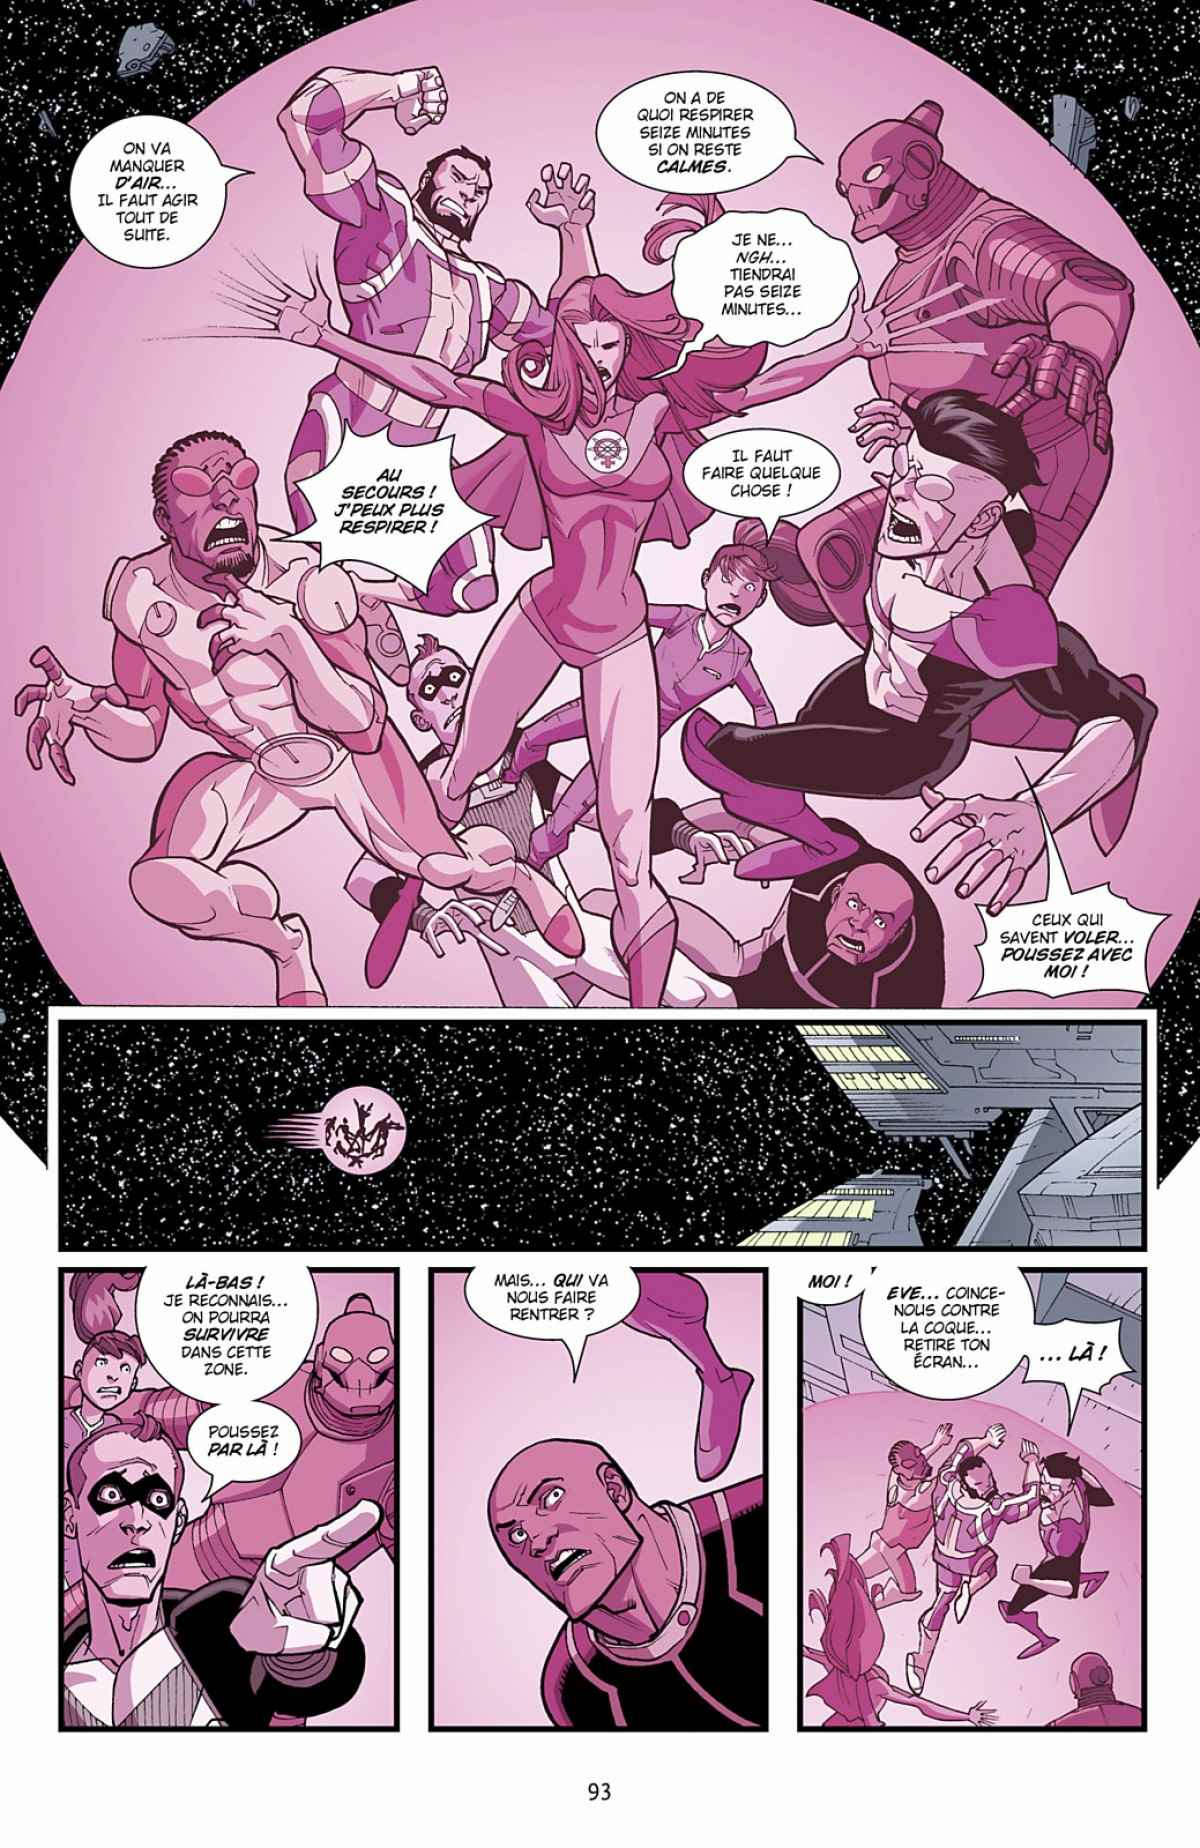 ON VA
MANQUER
D'AIR...
IL FAUT AGIR
TOUT DE
SUITE.
ON A DE
QUOI RESPIRER
SEIZE MINUTES
SI ON RESTE
CALMES.
JE NE...
NGH...
TIENDRAI
PAS SEIZE
MINUTES...
AU
SECOURS !
J'PEUX PLUS
RESPIRER !
IL FAUT
FAIRE QUELQUE
CHOSE !
CEUX QUI
SAVENT VOLER...
POUSSEZ AVEC
MOI !
LÀ-BAS !
JE RECONNAIS...
ON POURRA
SURVIVRE
DANS CETTE
ZONE.
POUSSEZ
PAR LÀ !
MAIS... QUI VA
NOUS FAIRE
RENTRER ?
MOI !
EVE... COINCE-
NOUS CONTRE
LA COQUE...
RETIRE TON
ÉCRAN...
... LÀ !
93